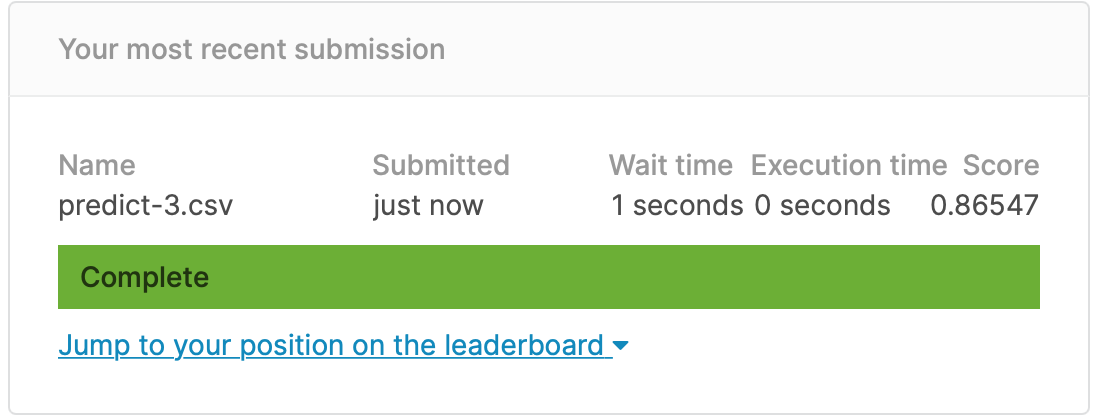 Your most recent submission
Name Submitted Wait time Execution time Score
predict-3.csv just now 1 seconds 0 seconds 0.86547
Complete
Jump to your position on the leaderboard